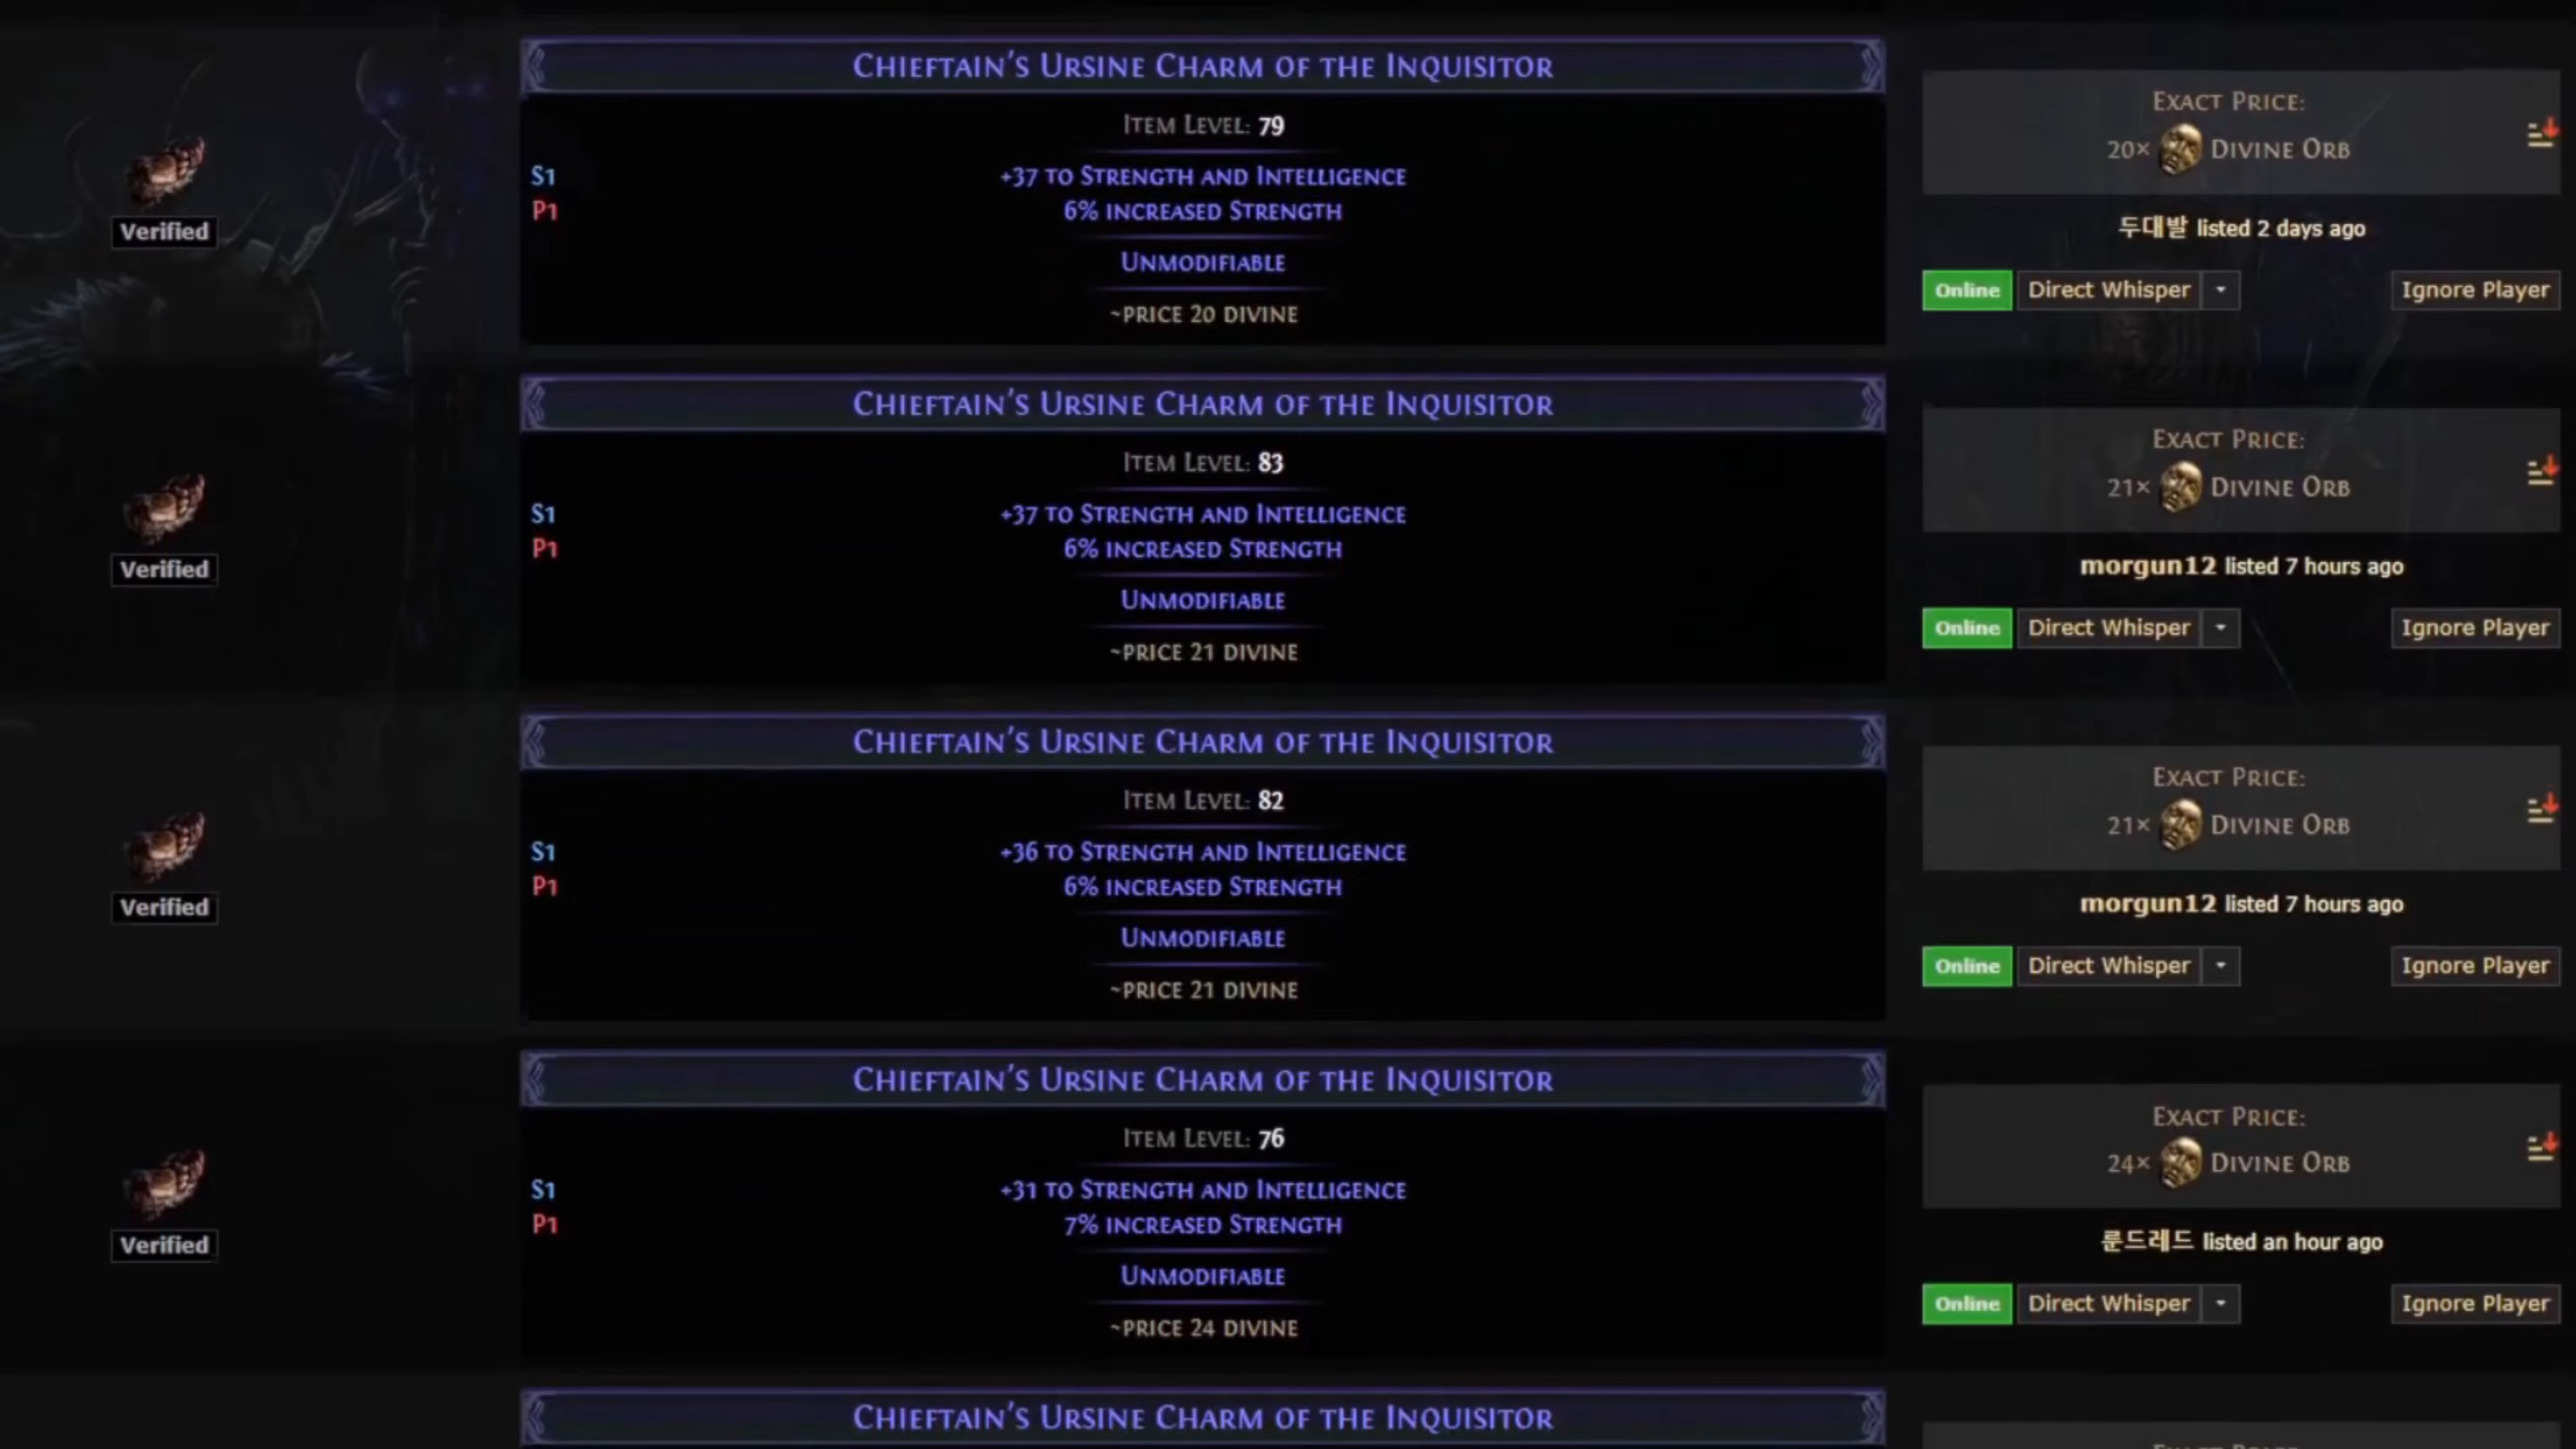 Chieftain's Ursine Charm of the Inquisitor
Item Level: 79
S1 +37 to Strength and Intelligence
P1 6% increased Strength
Unmodifiable
~price 20 divine
Verified
Exact Price:
20× Divine Orb
두대발 listed 2 days ago
Online Direct Whisper Ignore Player
Chieftain's Ursine Charm of the Inquisitor
Item Level: 83
S1 +37 to Strength and Intelligence
P1 6% increased Strength
Unmodifiable
~price 21 divine
Verified
Exact Price:
21× Divine Orb
morgun12 listed 7 hours ago
Online Direct Whisper Ignore Player
Chieftain's Ursine Charm of the Inquisitor
Item Level: 82
S1 +36 to Strength and Intelligence
P1 6% increased Strength
Unmodifiable
~price 21 divine
Verified
Exact Price:
21× Divine Orb
morgun12 listed 7 hours ago
Online Direct Whisper Ignore Player
Chieftain's Ursine Charm of the Inquisitor
Item Level: 76
S1 +31 to Strength and Intelligence
P1 7% increased Strength
Unmodifiable
~price 24 divine
Verified
Exact Price:
24× Divine Orb
룬드레드 listed an hour ago
Online Direct Whisper Ignore Player
Chieftain's Ursine Charm of the Inquisitor